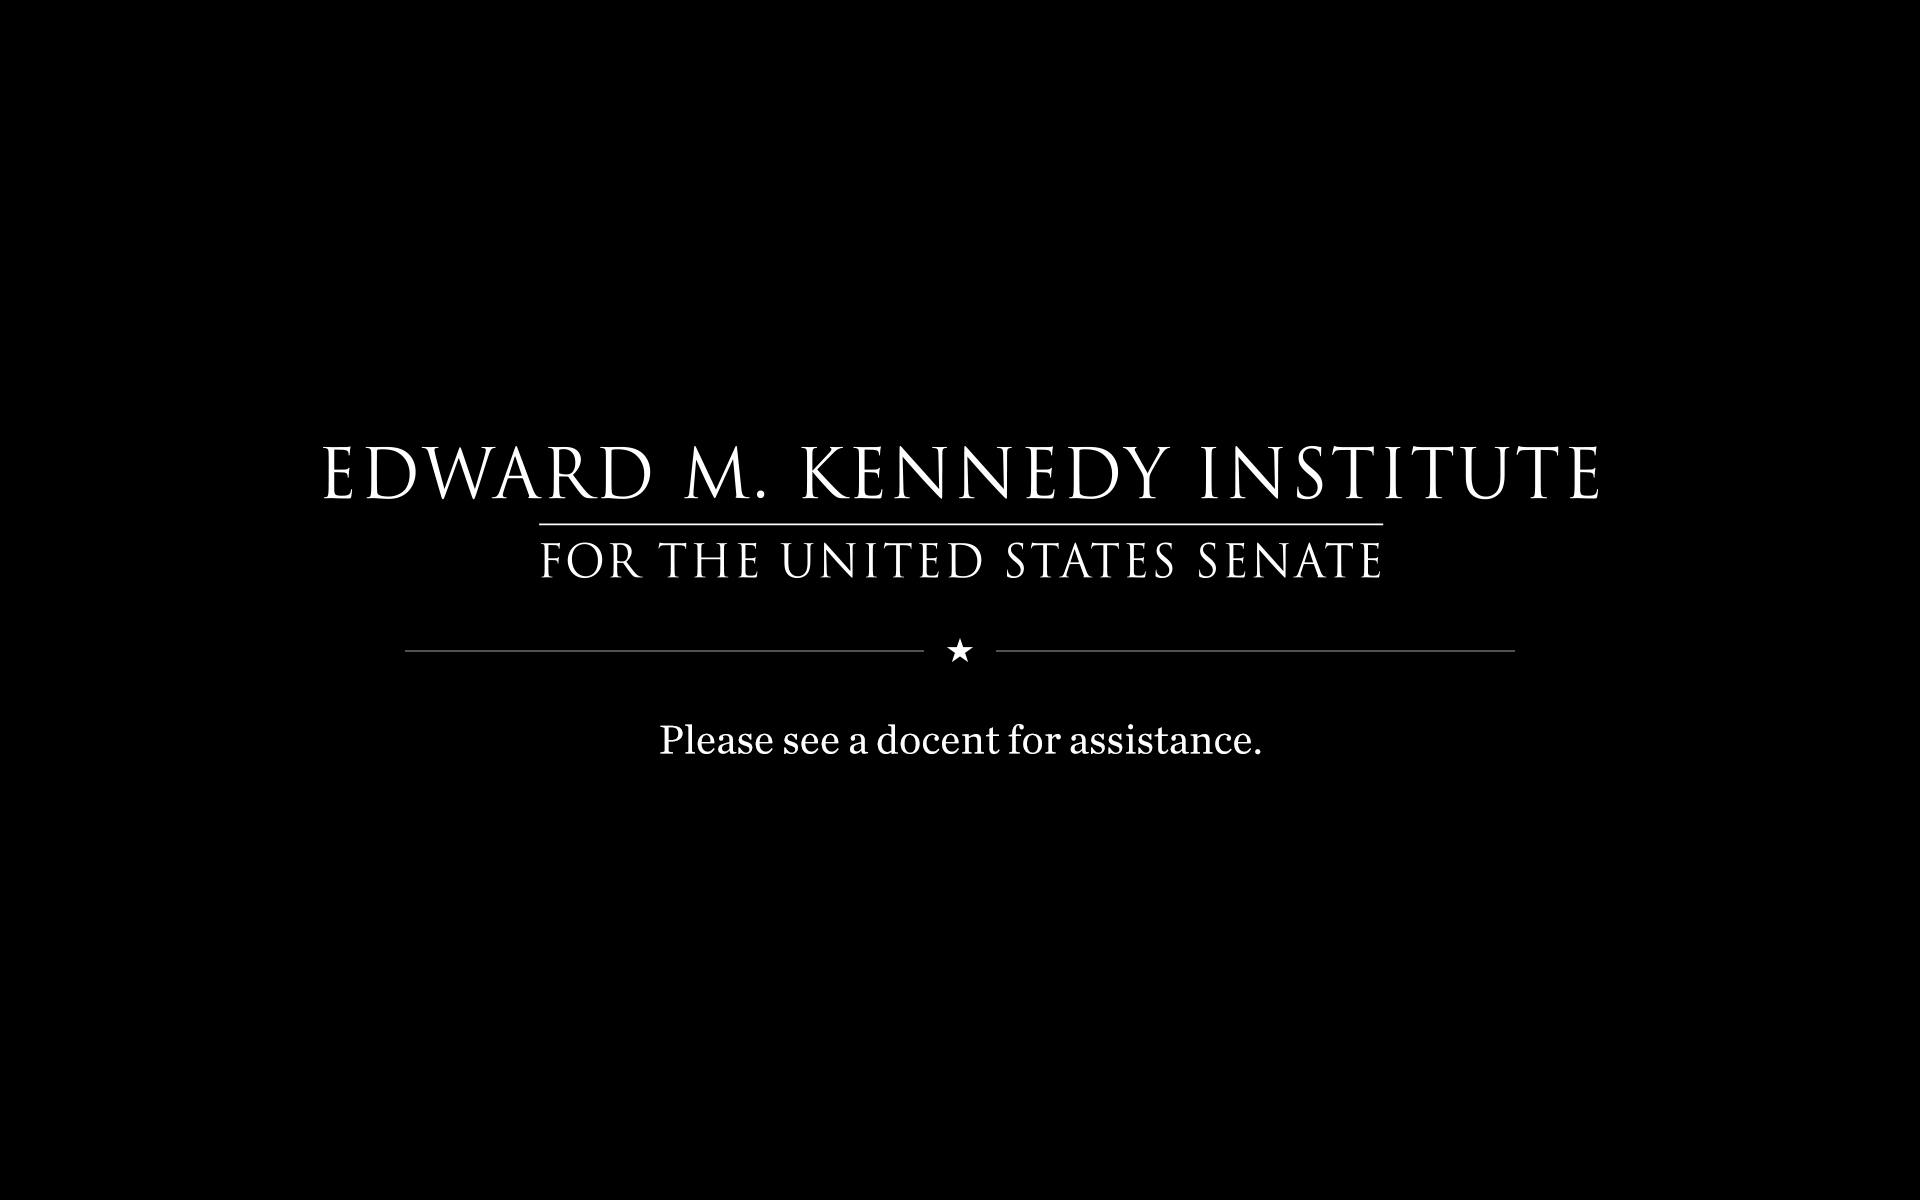 EDWARD M. KENNEDY INSTITUTE
FOR THE UNITED STATES SENATE
Please see a docent for assistance.